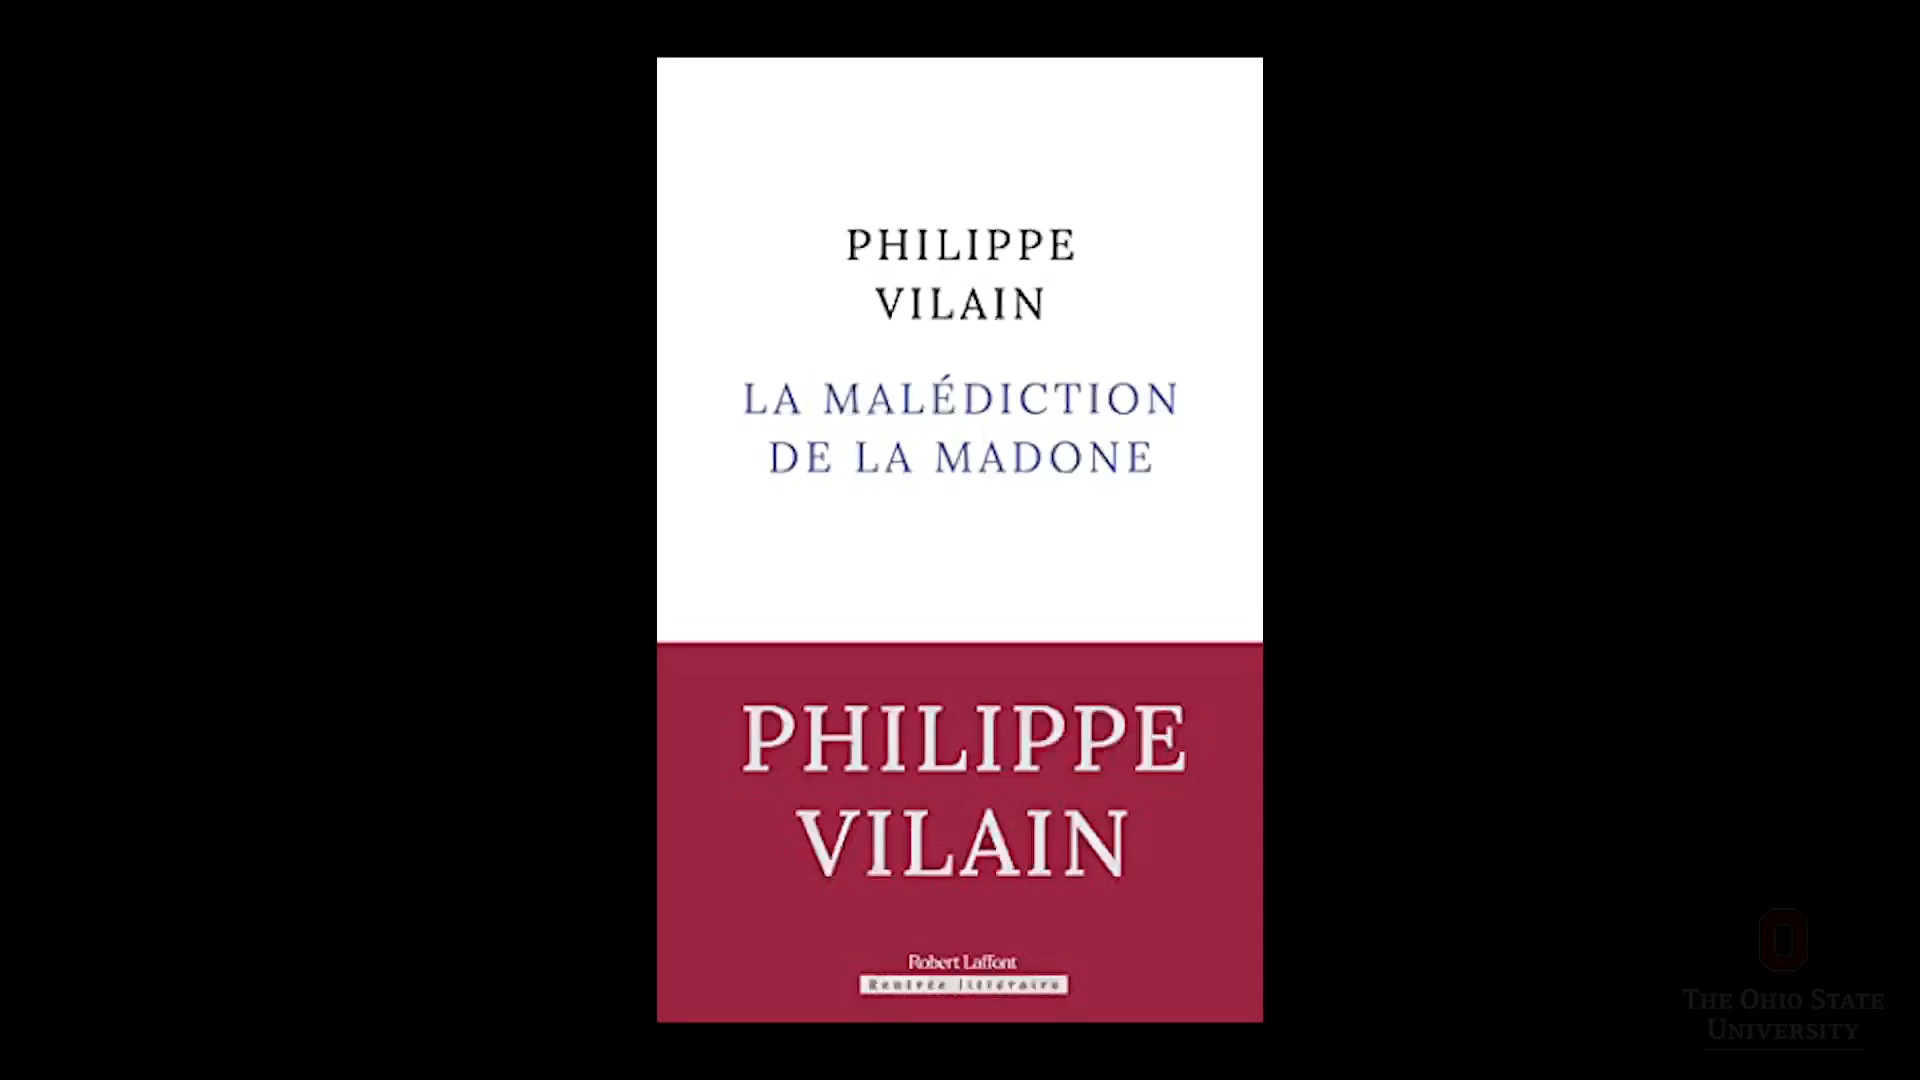 PHILIPPE
VILAIN
LA MALÉDICTION
DE LA MADONE
PHILIPPE
VILAIN
Robert Laffont
Rentrée littéraire
THE OHIO STATE
UNIVERSITY